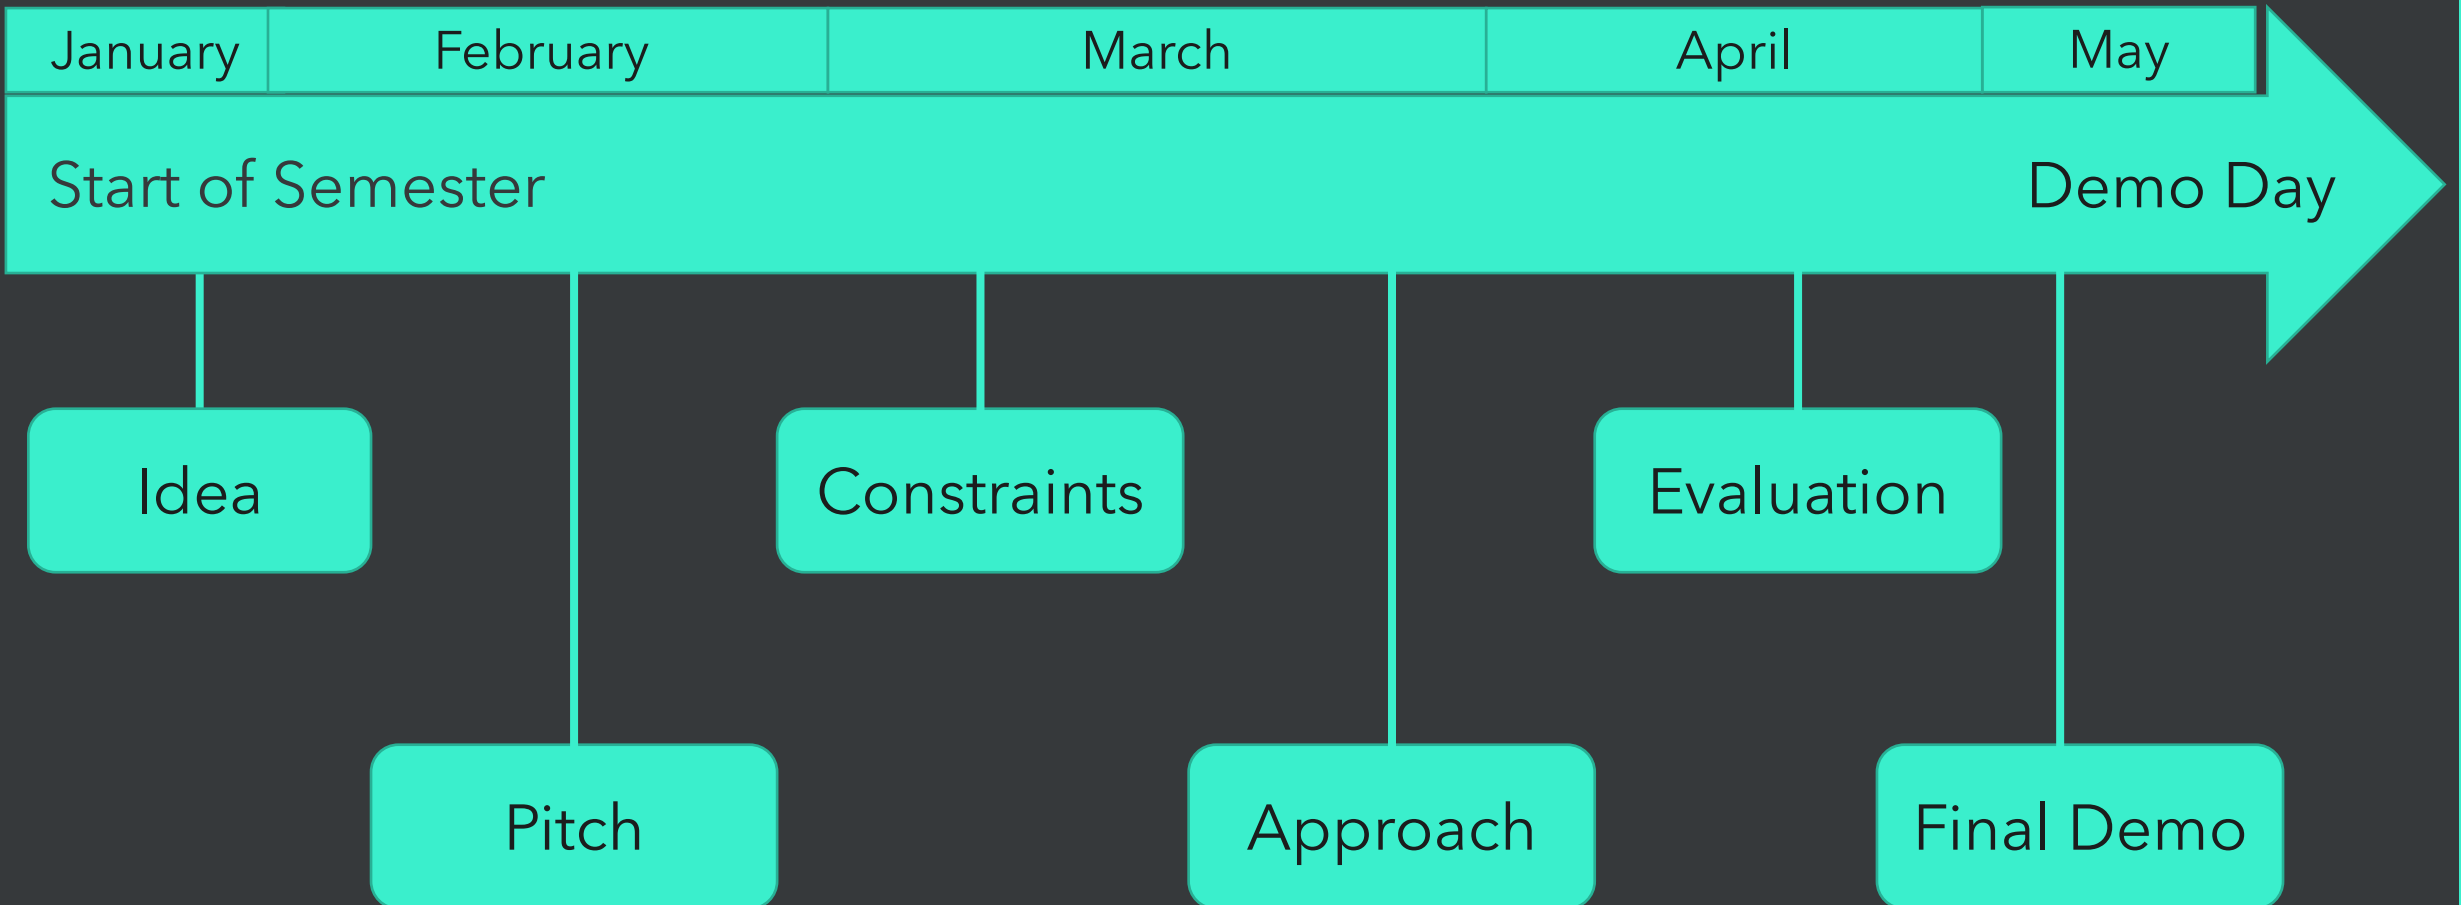 January
February
March
April
May
Start of Semester
Demo Day
Idea
Constraints
Evaluation
Pitch
Approach
Final Demo